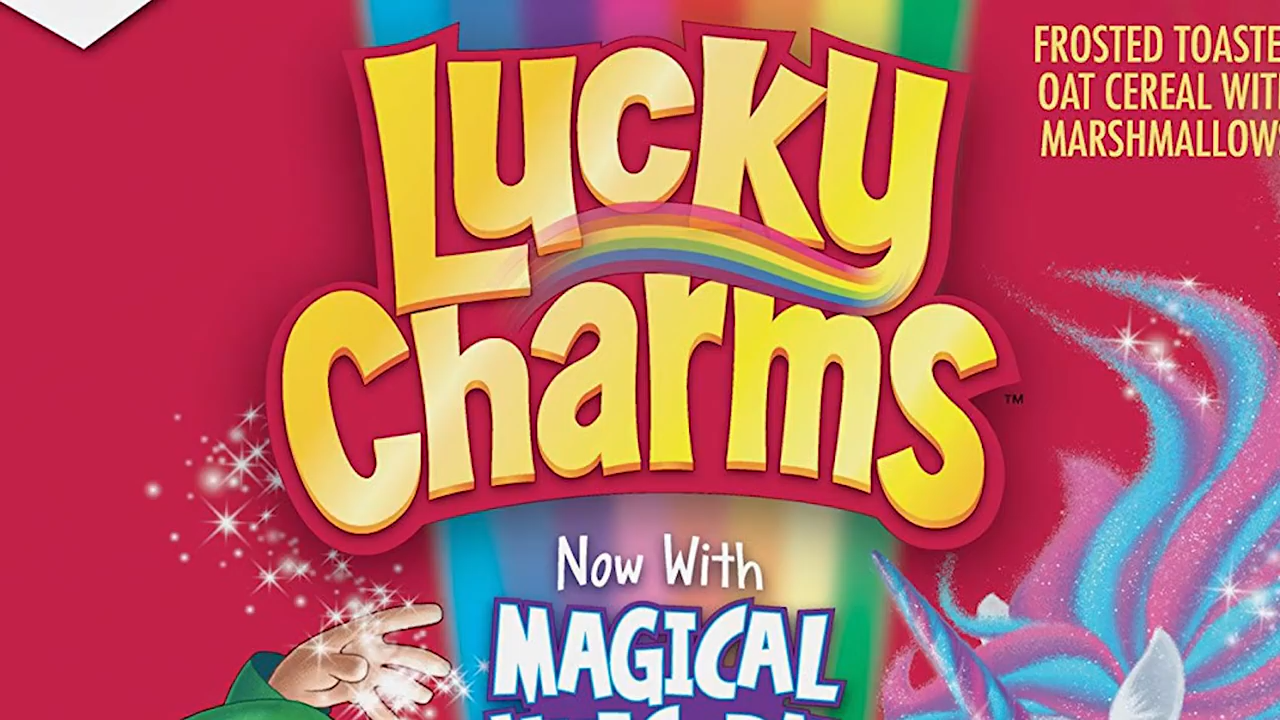 Lucky
Charms
TM
FROSTED TOASTE
OAT CEREAL WIT
MARSHMALLOW
Now With
MAGICAL